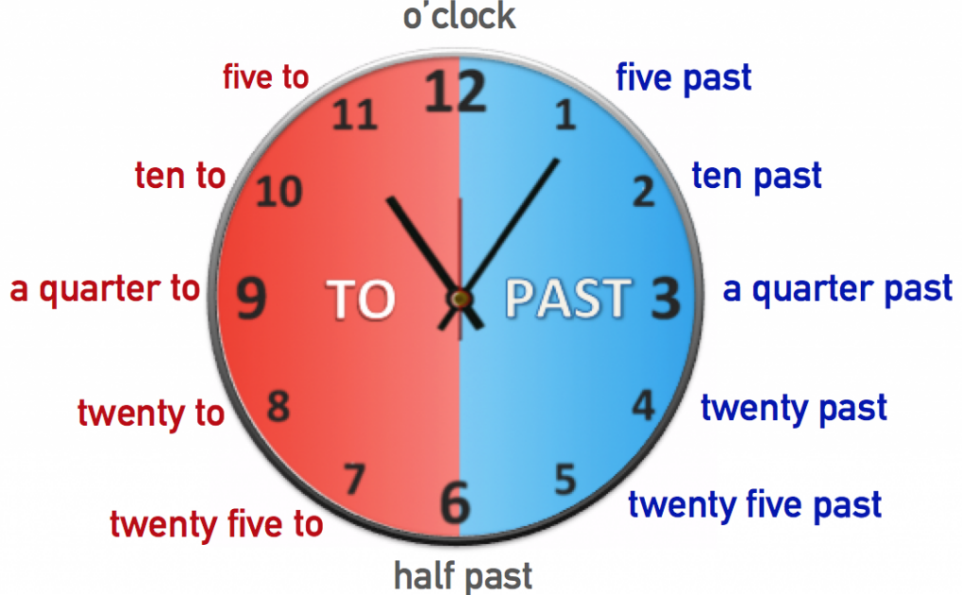 o'clock
five to
five past
12
11
1
ten to
ten past
10
2
a quarter to
9
TO
PAST
3
a quarter past
twenty to
8
4
twenty past
7
5
6
twenty five to
twenty five past
half past